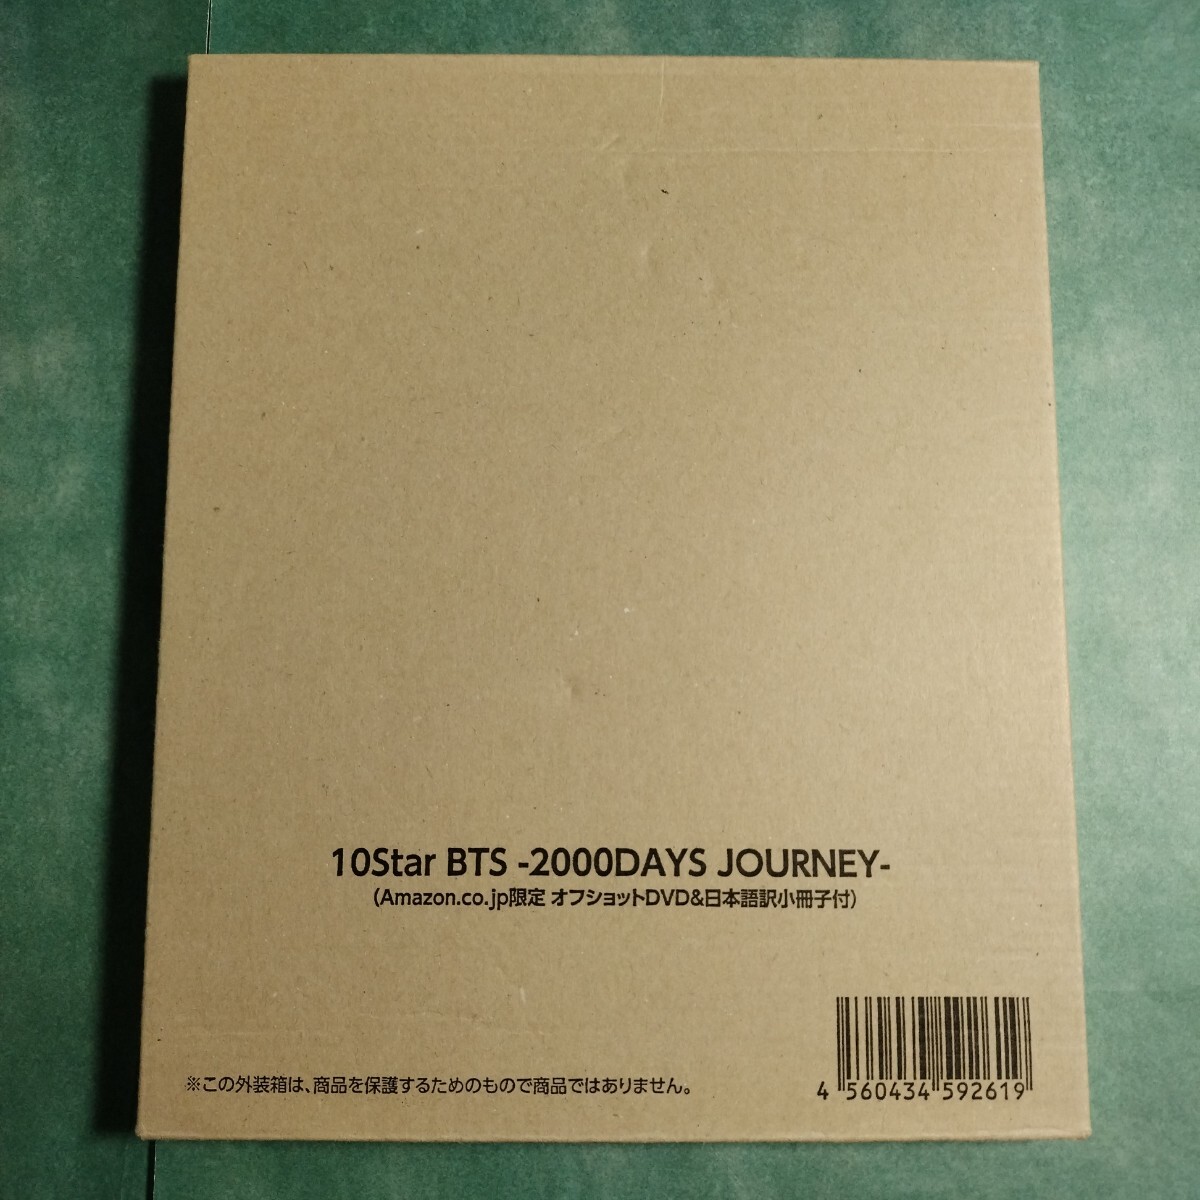 10Star BTS -2000DAYS JOURNEY-
（Amazon.co.jp限定 オフショットDVD&日本語訳小冊子付）
※この外装箱は、商品を保護するためのもので商品ではありません。
4 560434 592619